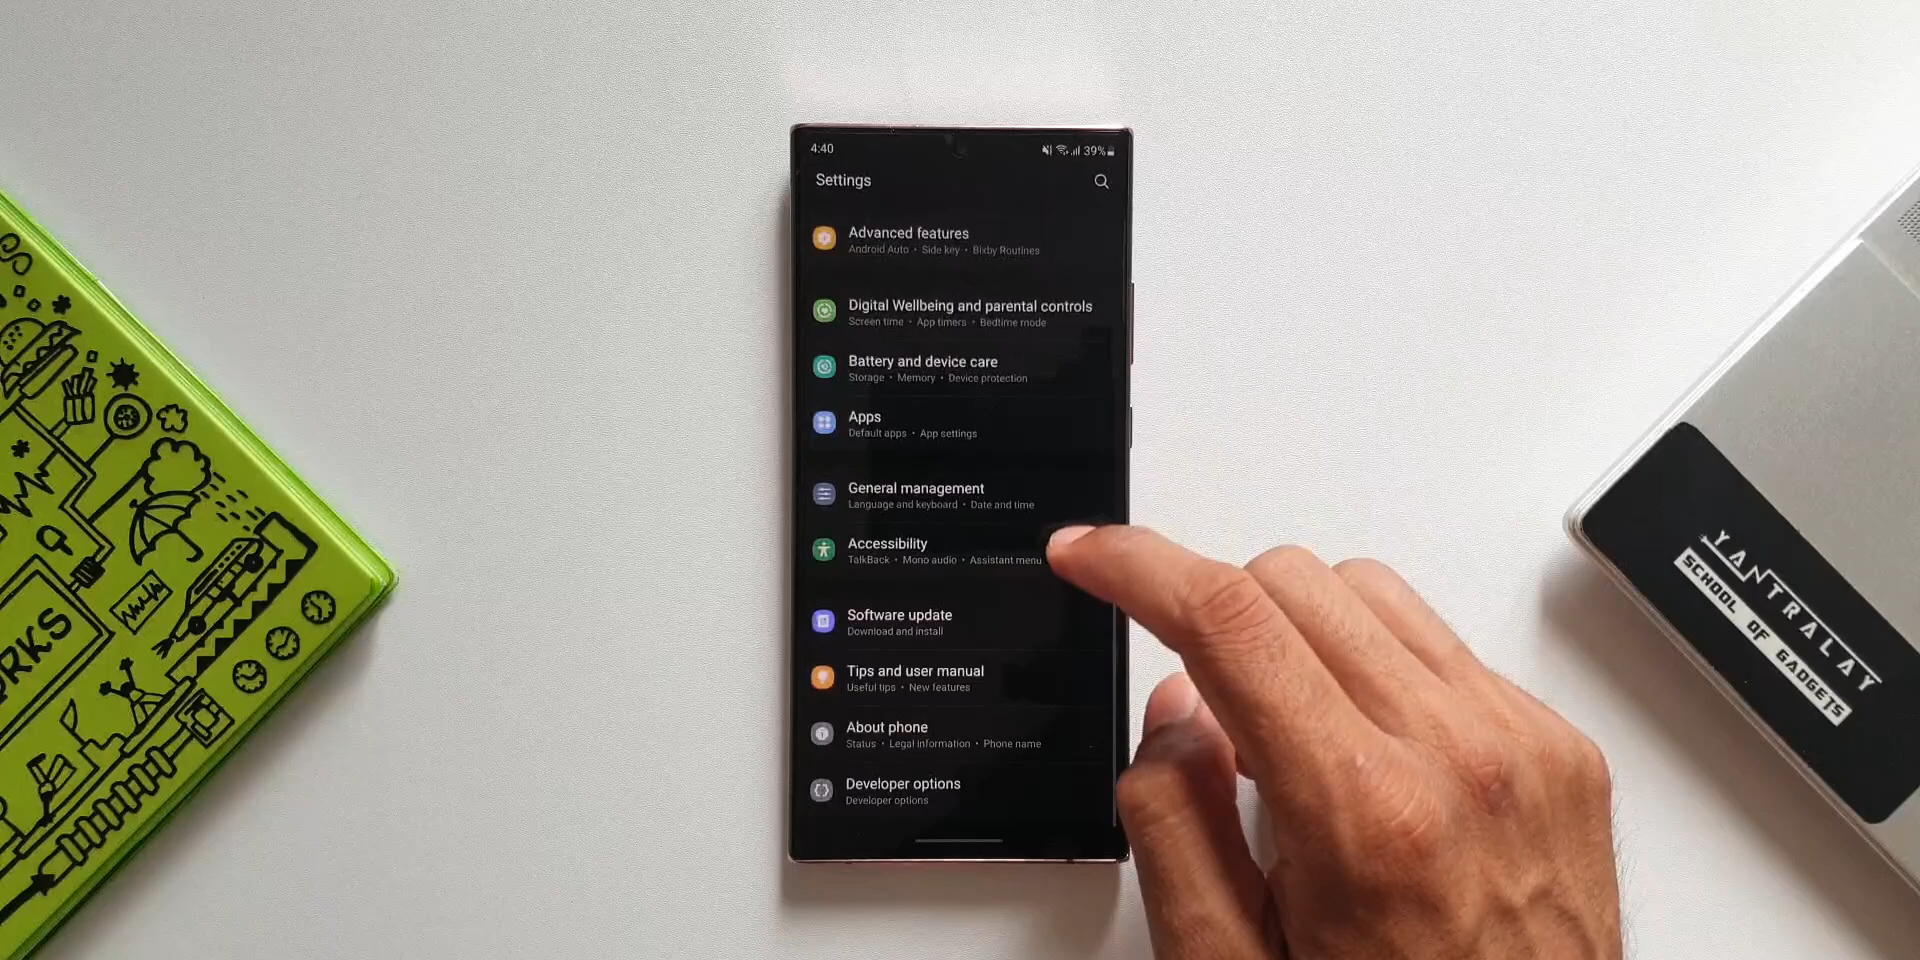 4:40
39%
Settings
Advanced features
Android Auto • Side key • Bixby Routines
Digital Wellbeing and parental controls
Screen time • App timers • Bedtime mode
Battery and device care
Storage • Memory • Device protection
Apps
Default apps • App settings
General management
Language and keyboard • Date and time
Accessibility
TalkBack • Mono audio • Assistant menu
Software update
Download and install
Tips and user manual
Useful tips • New features
About phone
Status • Legal information • Phone name
Developer options
Developer options
YANTRALAY
SCHOOL OF GADGETS